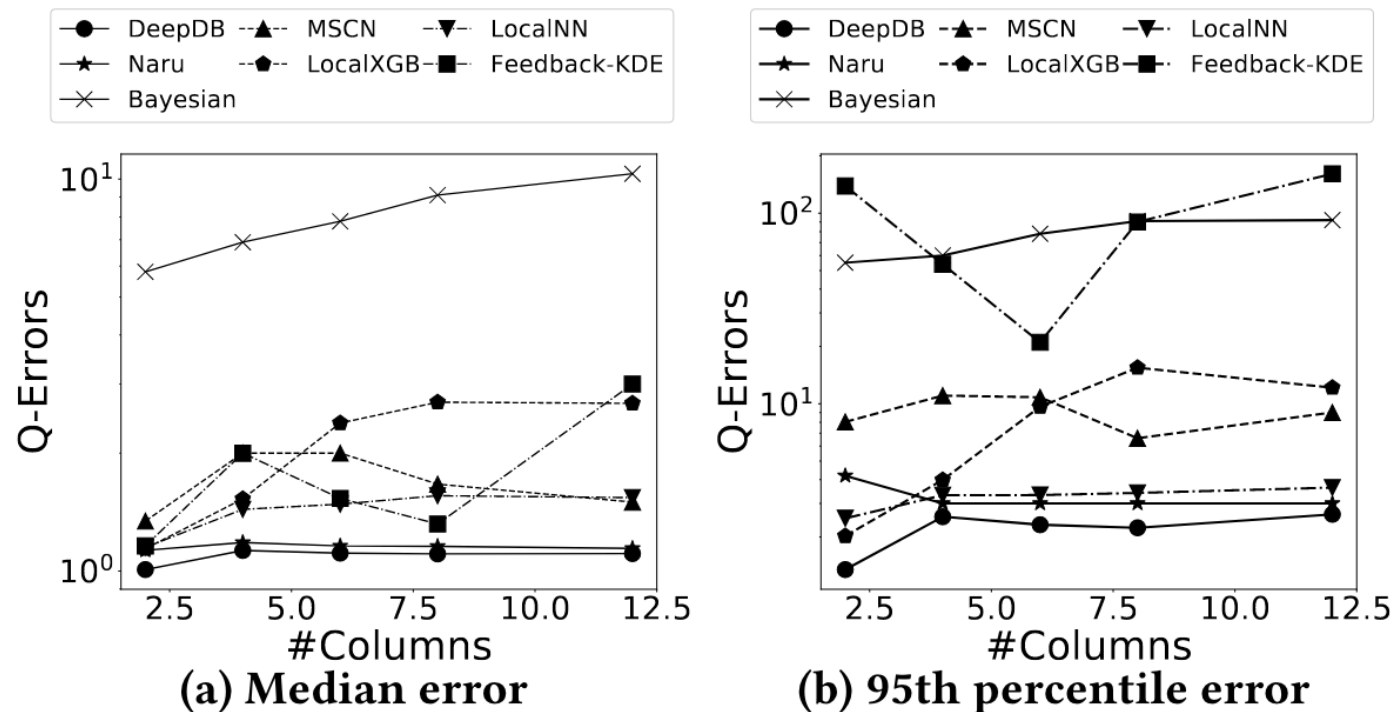 DeepDB MSCN LocalNN
Naru LocalXGB Feedback-KDE
Bayesian
10^1
10^0
Q-Errors
2.5 5.0 7.5 10.0 12.5
#Columns
(a) Median error
DeepDB MSCN LocalNN
Naru LocalXGB Feedback-KDE
Bayesian
10^2
10^1
Q-Errors
2.5 5.0 7.5 10.0 12.5
#Columns
(b) 95th percentile error